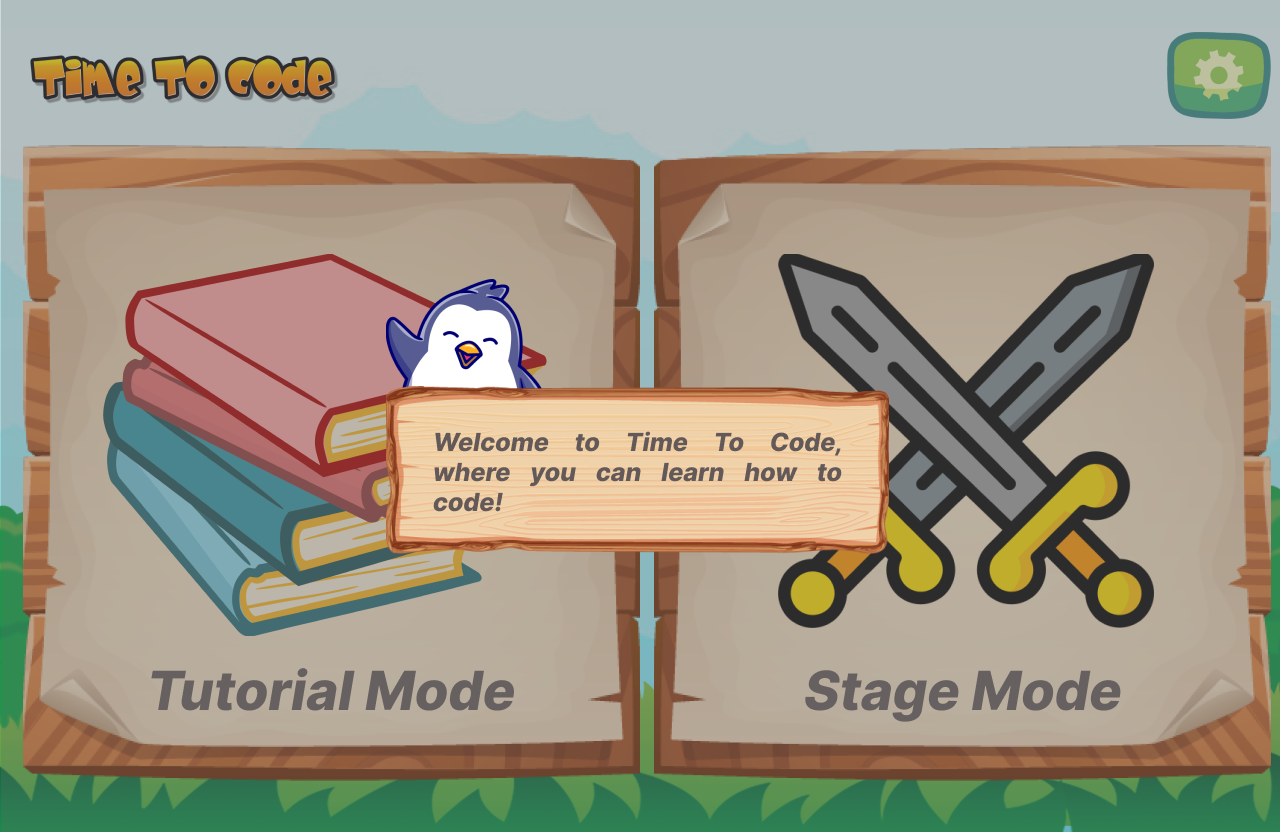 Time To Code
Welcome to Time To Code,
where you can learn how to
code!
Tutorial Mode
Stage Mode